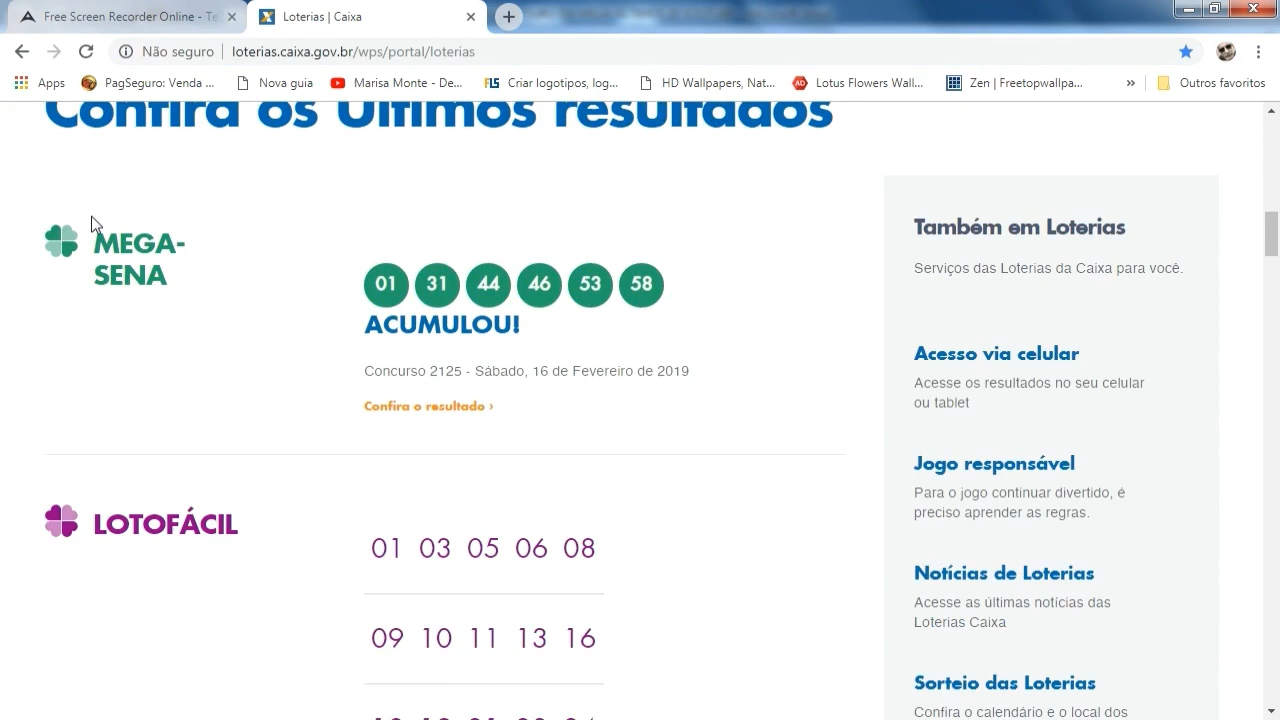 Free Screen Recorder Online - Te
Loterias | Caixa
Não seguro
loterias.caixa.gov.br/wps/portal/loterias
Apps
PagSeguro: Venda ...
Nova guia
Marisa Monte - De...
Criar logotipos, log...
HD Wallpapers, Nat...
Lotus Flowers Wall...
Zen | Freetopwallpa...
»
Outros favoritos
Confira os Últimos resultados
MEGA-
SENA
01 31 44 46 53 58
ACUMULOU!
Concurso 2125 - Sábado, 16 de Fevereiro de 2019
Confira o resultado ›
LOTOFÁCIL
01 03 05 06 08
09 10 11 13 16
Também em Loterias
Serviços das Loterias da Caixa para você.
Acesso via celular
Acesse os resultados no seu celular
ou tablet
Jogo responsável
Para o jogo continuar divertido, é
preciso aprender as regras.
Notícias de Loterias
Acesse as últimas notícias das
Loterias Caixa
Sorteio das Loterias
Confira o calendário e o local dos